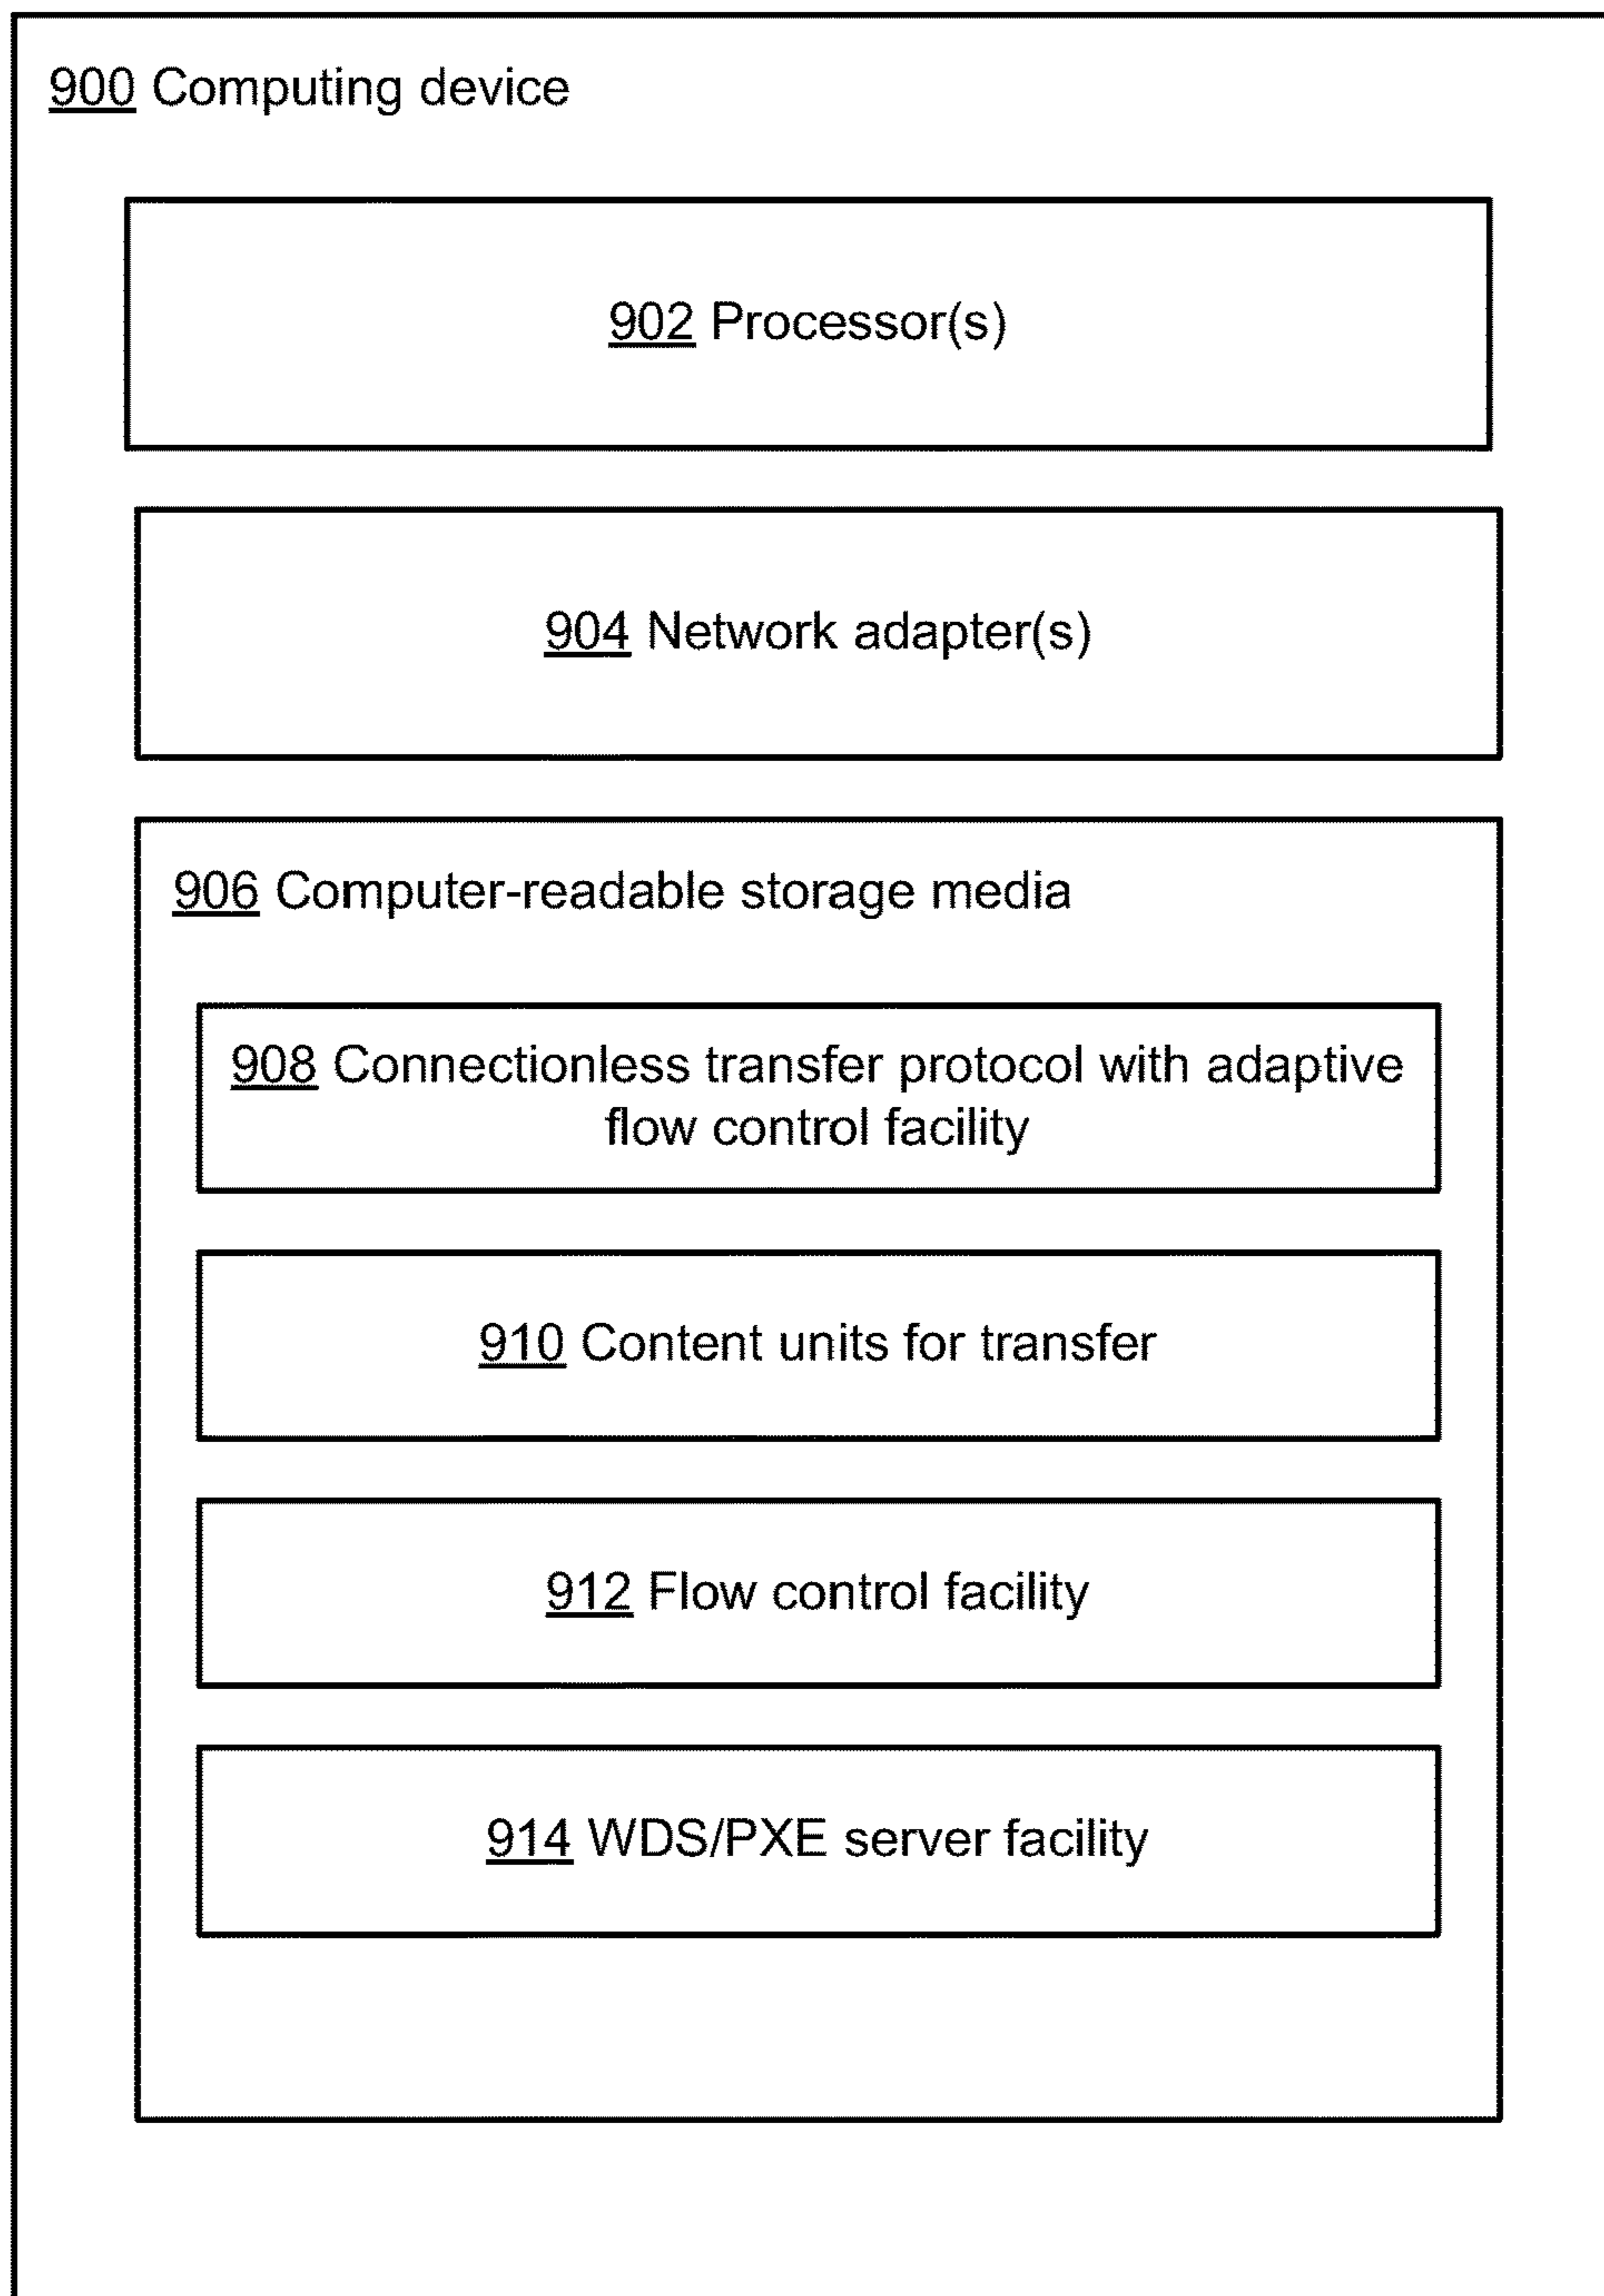 900 Computing device
902 Processor(s)
904 Network adapter(s)
906 Computer-readable storage media
908 Connectionless transfer protocol with adaptive
flow control facility
910 Content units for transfer
912 Flow control facility
914 WDS/PXE server facility